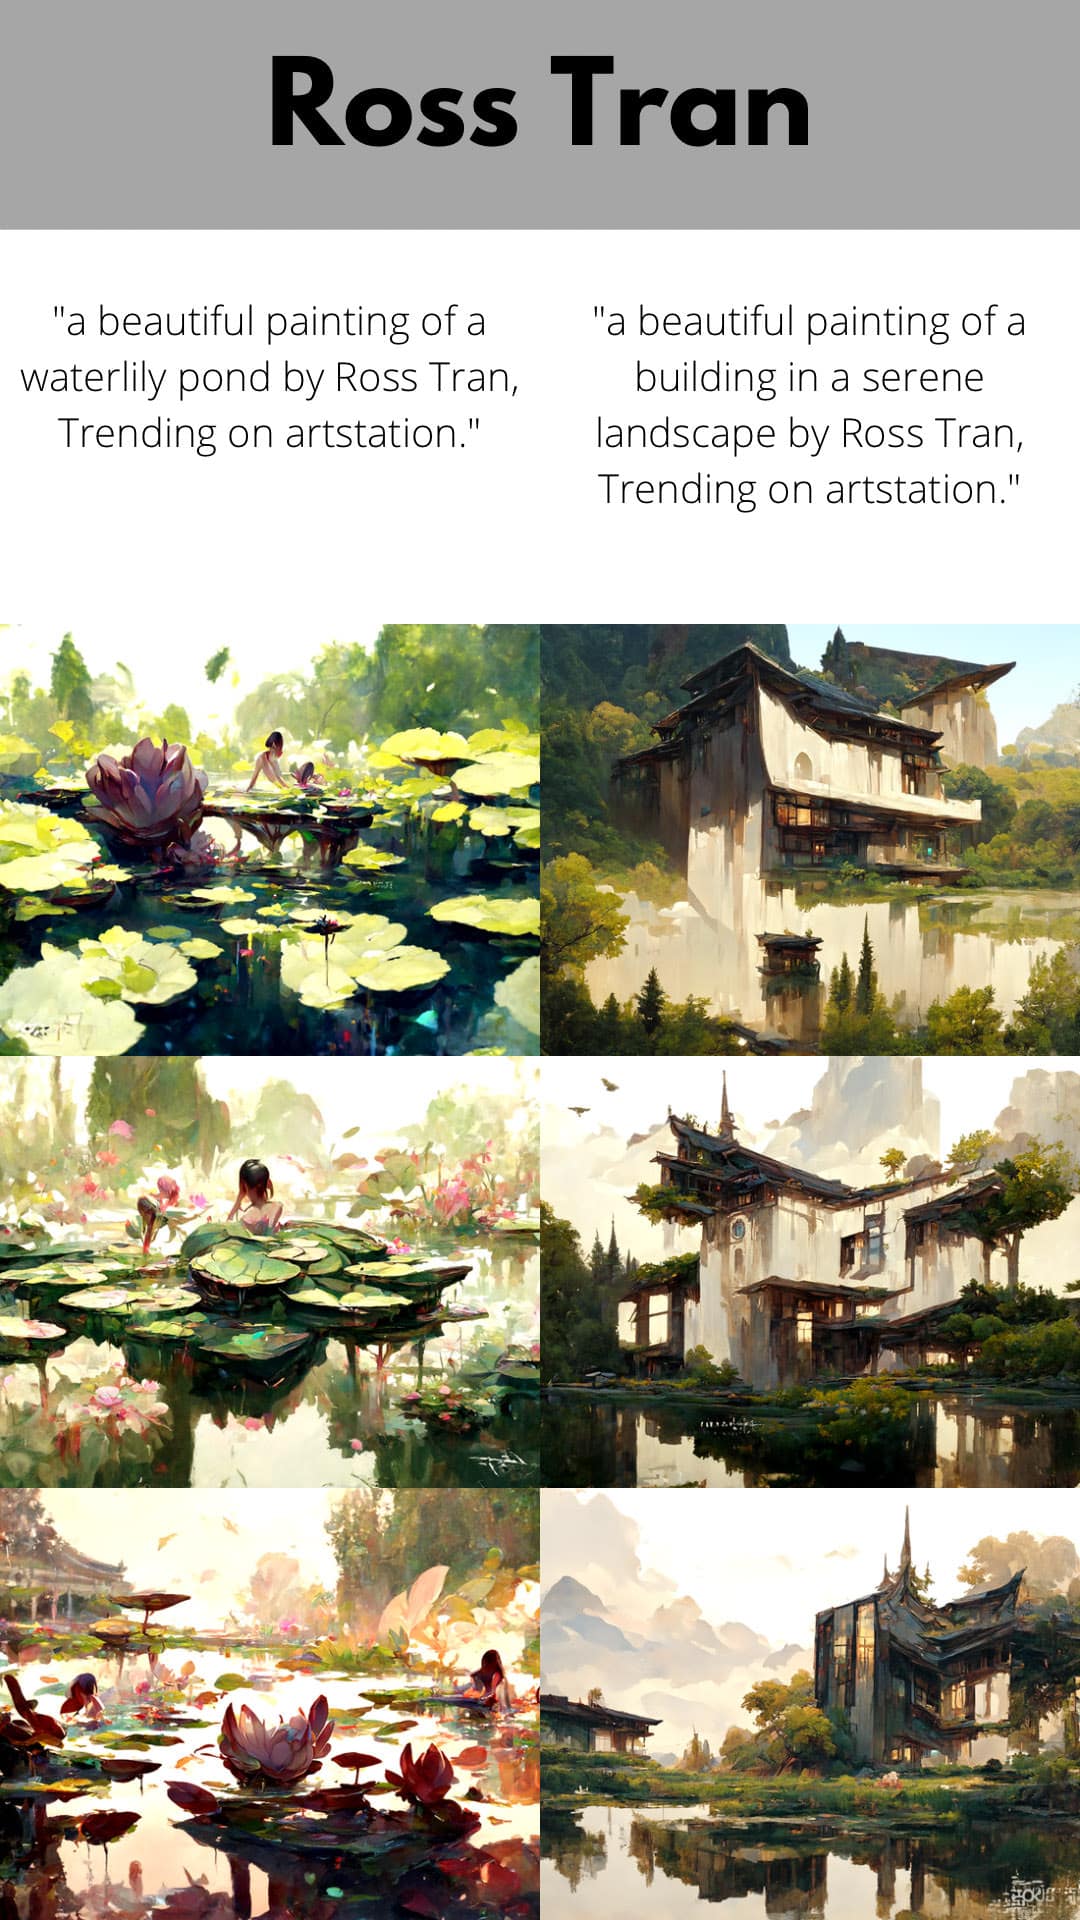 Ross Tran
"a beautiful painting of a
waterlily pond by Ross Tran,
Trending on artstation."
"a beautiful painting of a
building in a serene
landscape by Ross Tran,
Trending on artstation."